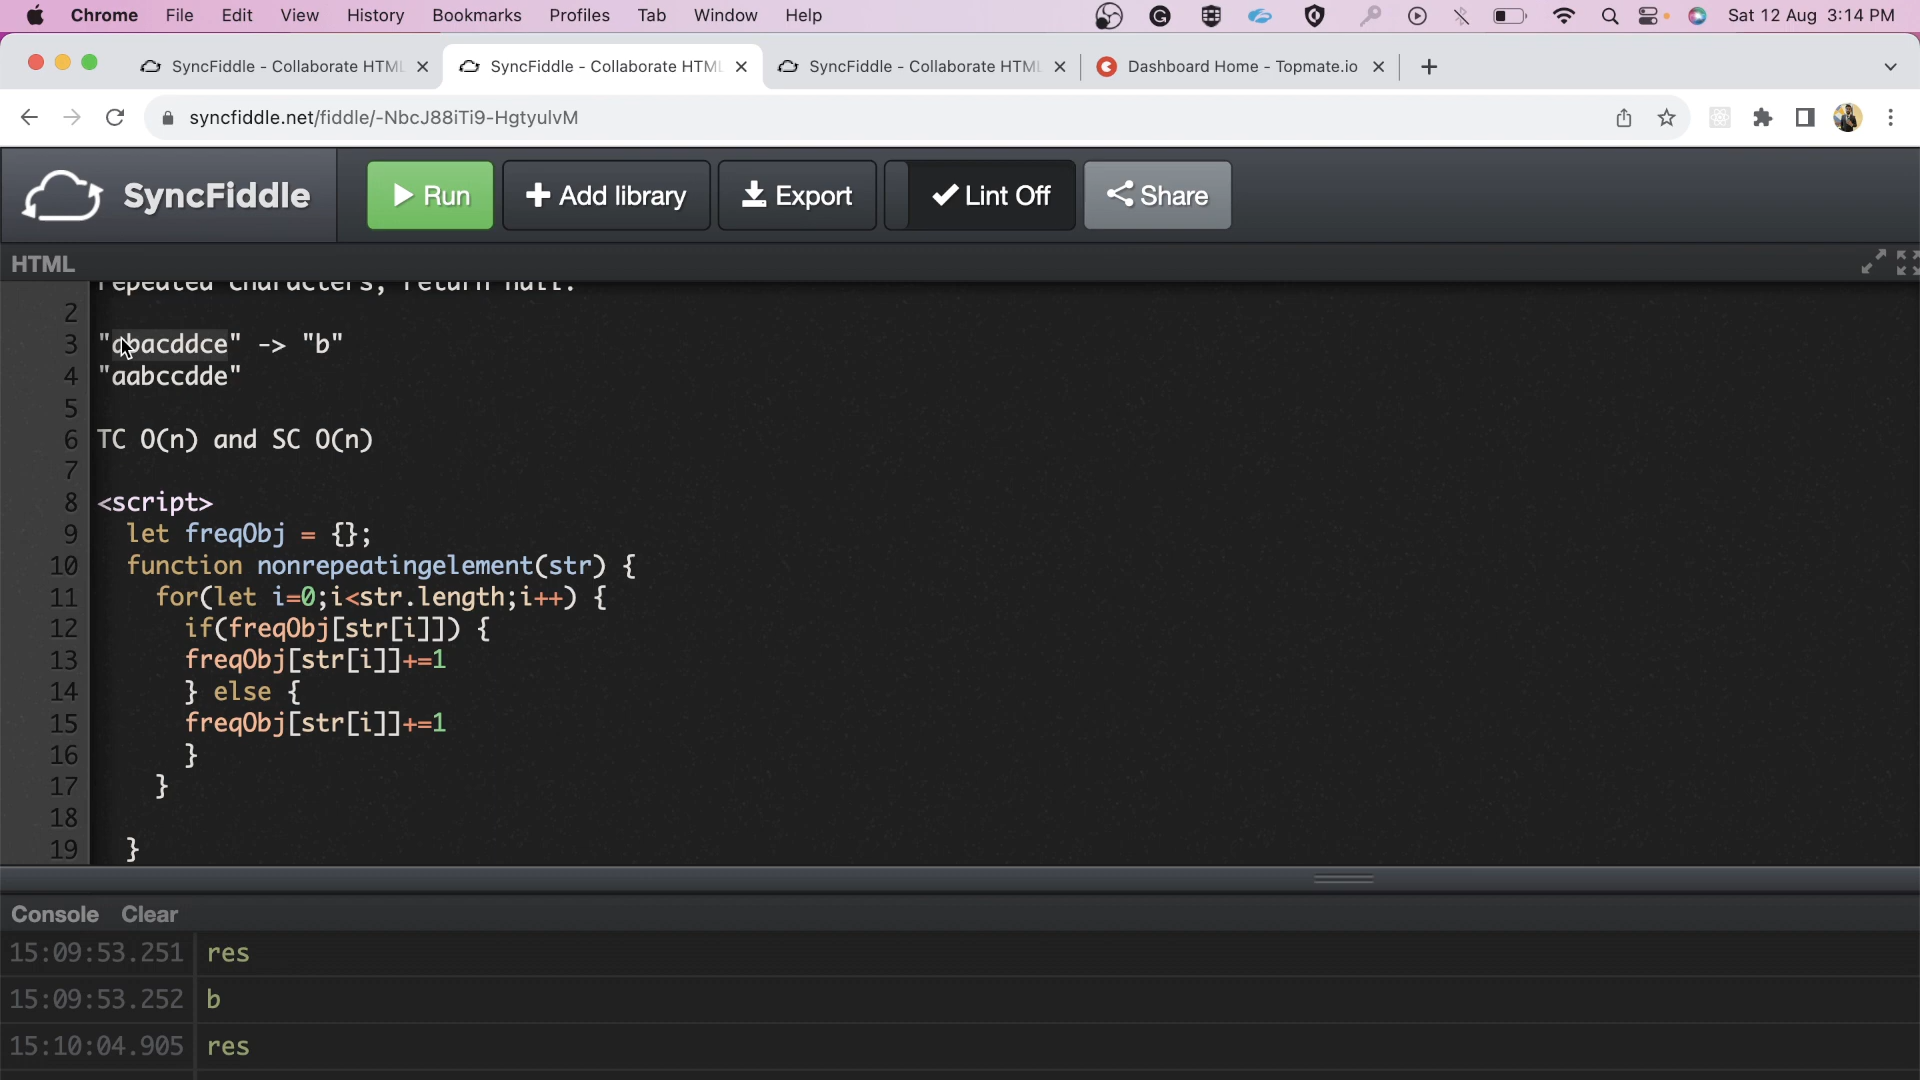 Chrome File Edit View History Bookmarks Profiles Tab Window Help Sat 12 Aug 3:14 PM
SyncFiddle - Collaborate HTML SyncFiddle - Collaborate HTML SyncFiddle - Collaborate HTML Dashboard Home - Topmate.io
syncfiddle.net/fiddle/-NbcJ88iTi9-HgtyulvM
SyncFiddle Run Add library Export Lint Off Share
HTML
repeated characters, return null.
2
3 "abacddce" -> "b"
4 "aabccdde"
5
6 TC O(n) and SC O(n)
7
8 <script>
9 let freqObj = {};
10 function nonrepeatingelement(str) {
11 for(let i=0;i<str.length;i++) {
12 if(freqObj[str[i]]) {
13 freqObj[str[i]]+=1
14 } else {
15 freqObj[str[i]]+=1
16 }
17 }
18
19 }
Console Clear
15:09:53.251 res
15:09:53.252 b
15:10:04.905 res